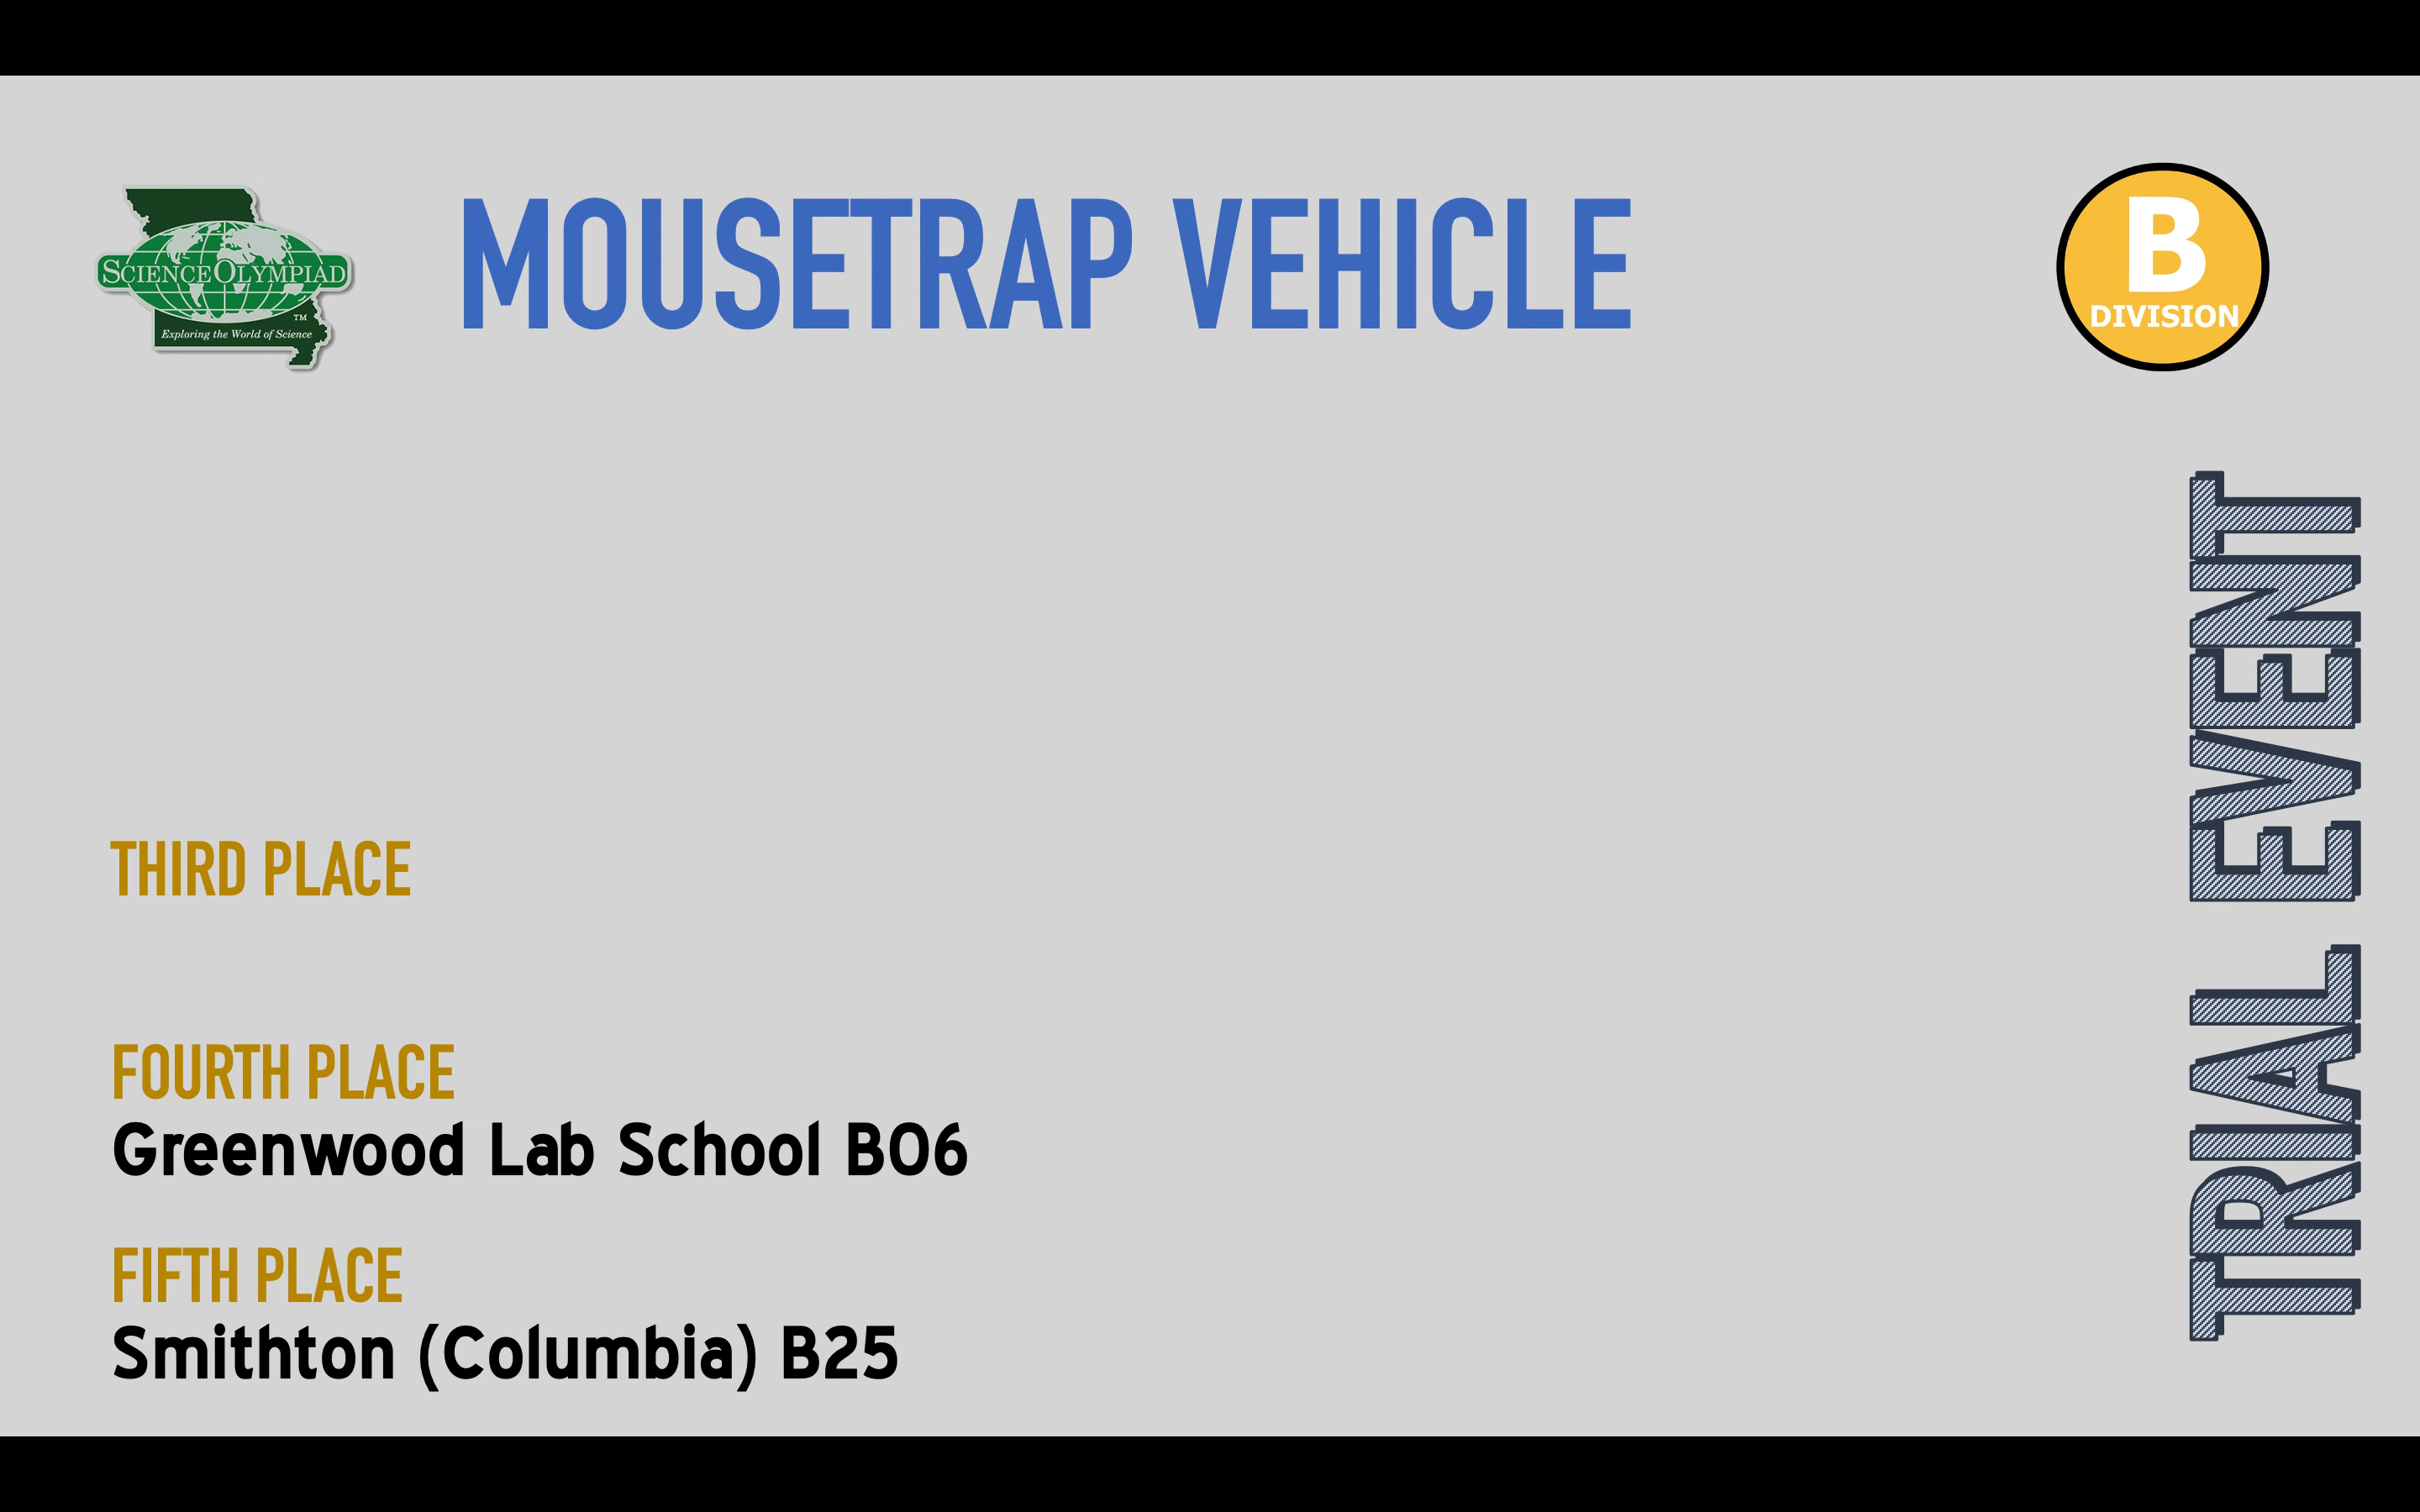 MOUSETRAP VEHICLE
SCIENCE OLYMPIAD
TM
Exploring the World of Science
B
DIVISION
TRIAL EVENT
THIRD PLACE
FOURTH PLACE
Greenwood Lab School B06
FIFTH PLACE
Smithton (Columbia) B25